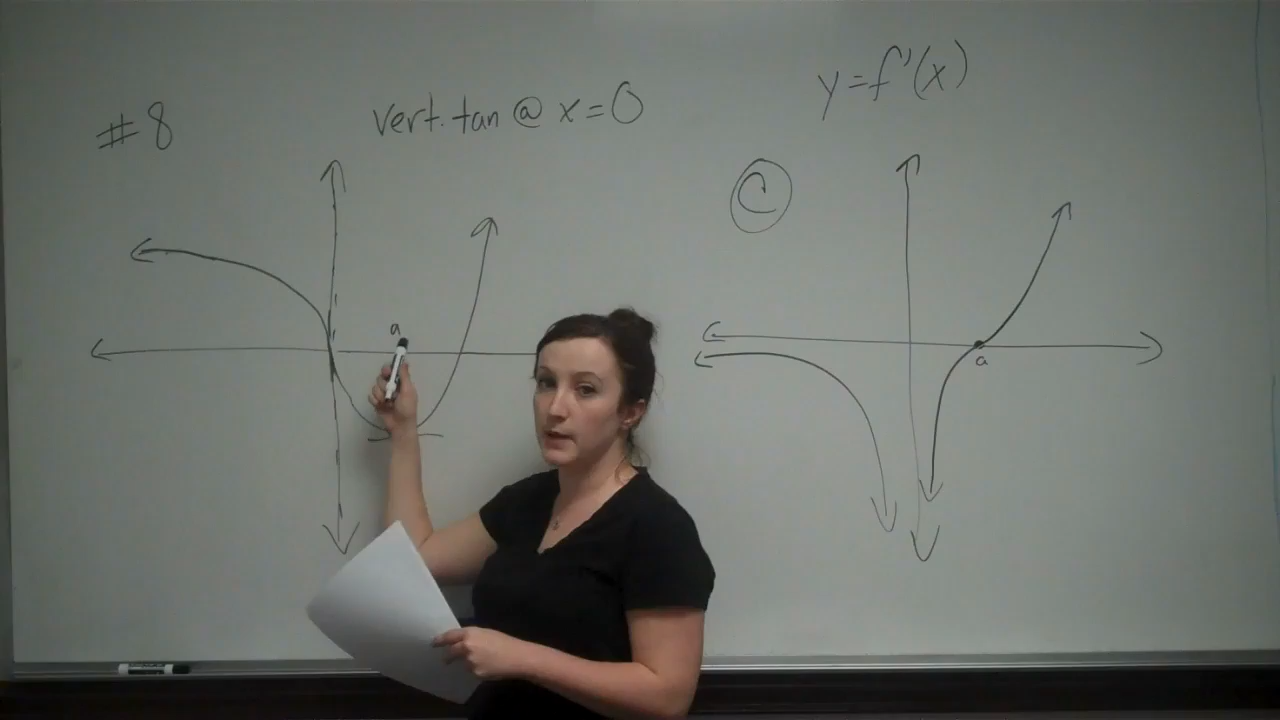 #8
vert. tan @ x=0
y=f'(x)
C
a
a